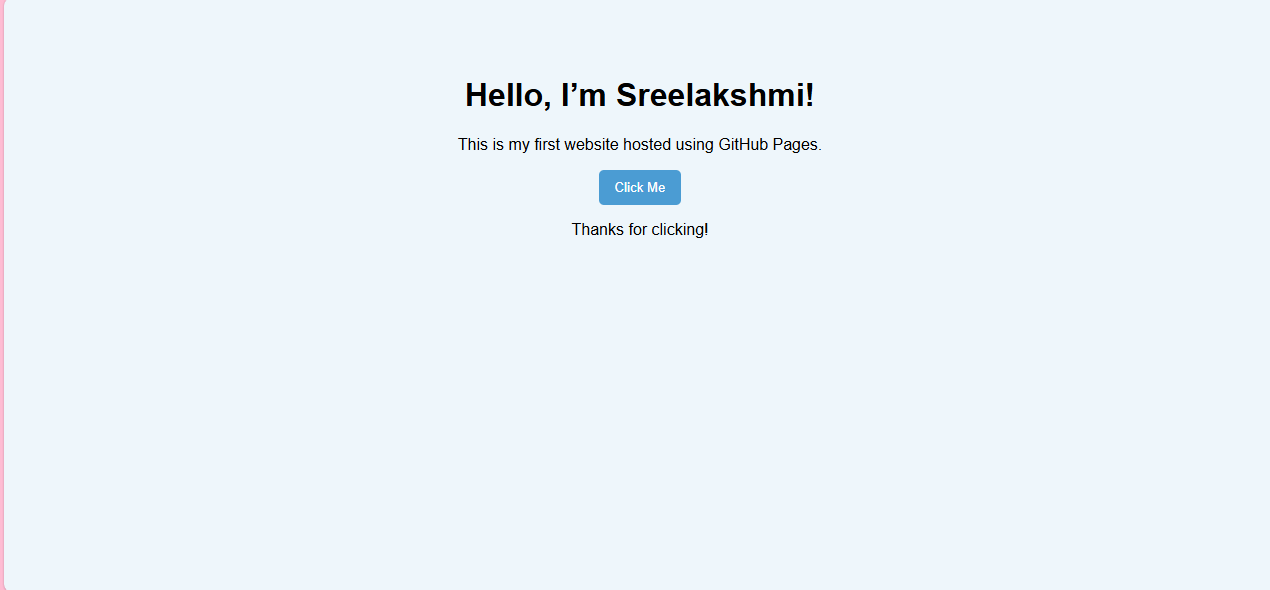 Hello, I’m Sreelakshmi!
This is my first website hosted using GitHub Pages.
Click Me
Thanks for clicking!